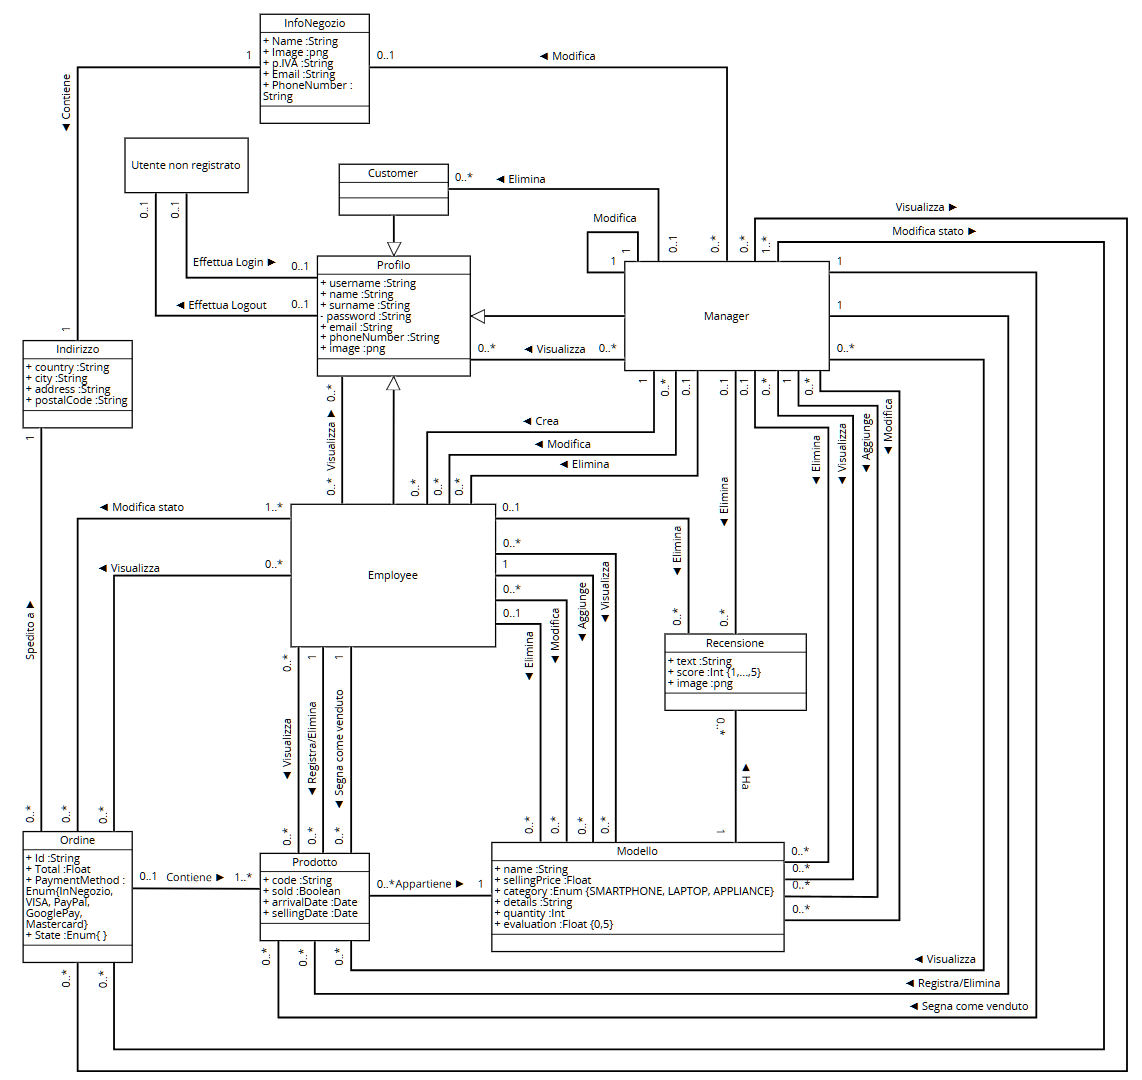 InfoNegozio
+ Name :String
+ Image :png
+ p.IVA :String
+ Email :String
+ PhoneNumber :
String
1
0..1
◄ Modifica
◄ Contiene
Utente non registrato
Customer
0..*
◄ Elimina
Visualizza ►
Modifica
Modifica stato ►
0..1
0..1
1
1
0..1
0..*
0..*
1..*
Effettua Login ►
0..1
◄ Effettua Logout
0..1
Profilo
+ username :String
+ name :String
+ surname :String
- password :String
+ email :String
+ phoneNumber :String
+ image :png
Manager
1
1
0..*
0..*
◄ Visualizza
0..*
1
Indirizzo
+ country :String
+ city :String
+ address :String
+ postalCode :String
1
0..*
Visualizza ►
0..*
1
0..*
0..1
0..1
0..1
0..*
1
0..*
◄ Crea
◄ Modifica
◄ Elimina
0..*
0..*
0..*
◄ Elimina
◄ Elimina
◄ Visualizza
◄ Aggiunge
◄ Modifica
◄ Modifica stato
1..*
◄ Visualizza
0..*
Employee
0..1
0..*
1
0..*
0..1
◄ Elimina
◄ Modifica
◄ Aggiunge
◄ Visualizza
◄ Elimina
0..*
0..*
Spedito a ►
Recensione
+ text :String
+ score :Int {1,...,5}
+ image :png
0..*
◄ Ha
1
0..*
1
1
◄ Visualizza
◄ Registra/Elimina
◄ Segna come venduto
0..*
0..*
0..*
0..*
0..*
0..*
0..*
0..*
0..*
0..*
Ordine
+ Id :String
+ Total :Float
+ PaymentMethod :
Enum{InNegozio,
VISA, PayPal,
GooglePay,
Mastercard}
+ State :Enum{ }
0..1
Contiene ►
1..*
Prodotto
+ code :String
+ sold :Boolean
+ arrivalDate :Date
+ sellingDate :Date
0..*
Appartiene ►
1
Modello
+ name :String
+ sellingPrice :Float
+ category :Enum {SMARTPHONE, LAPTOP, APPLIANCE}
+ details :String
+ quantity :Int
+ evaluation :Float {0,5}
0..*
0..*
0..*
0..*
0..*
0..*
0..*
0..*
0..*
◄ Visualizza
◄ Registra/Elimina
◄ Segna come venduto